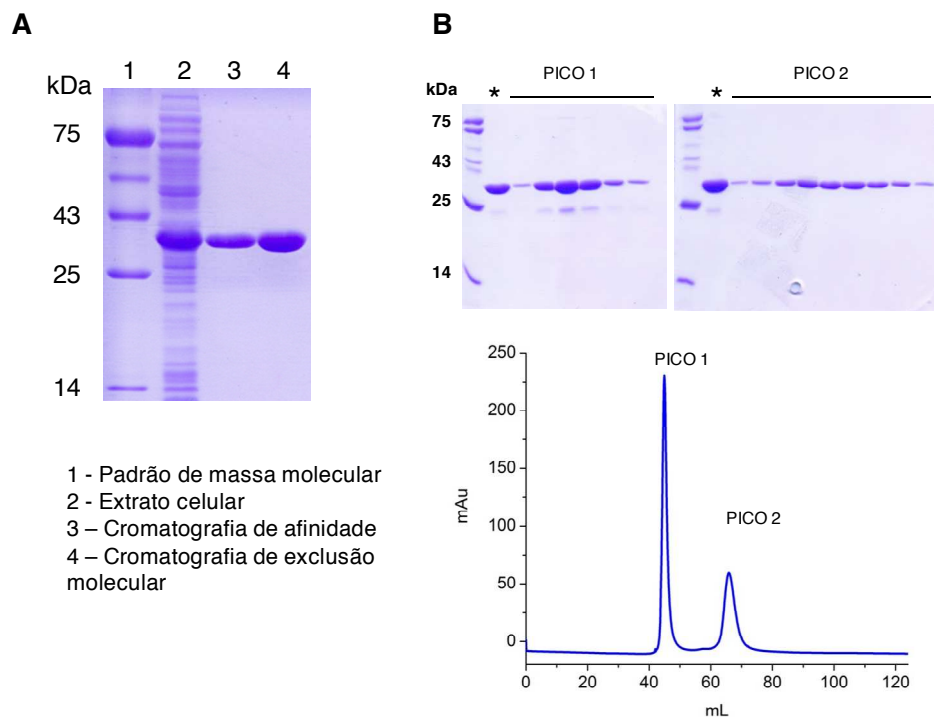 A
kDa
1 2 3 4
75
43
25
14
1 - Padrão de massa molecular
2 - Extrato celular
3 – Cromatografia de afinidade
4 – Cromatografia de exclusão
molecular
B
kDa * PICO 1 * PICO 2
75
43
25
14
250
200
150
100
50
0
mAu
PICO 1
PICO 2
0 20 40 60 80 100 120
mL